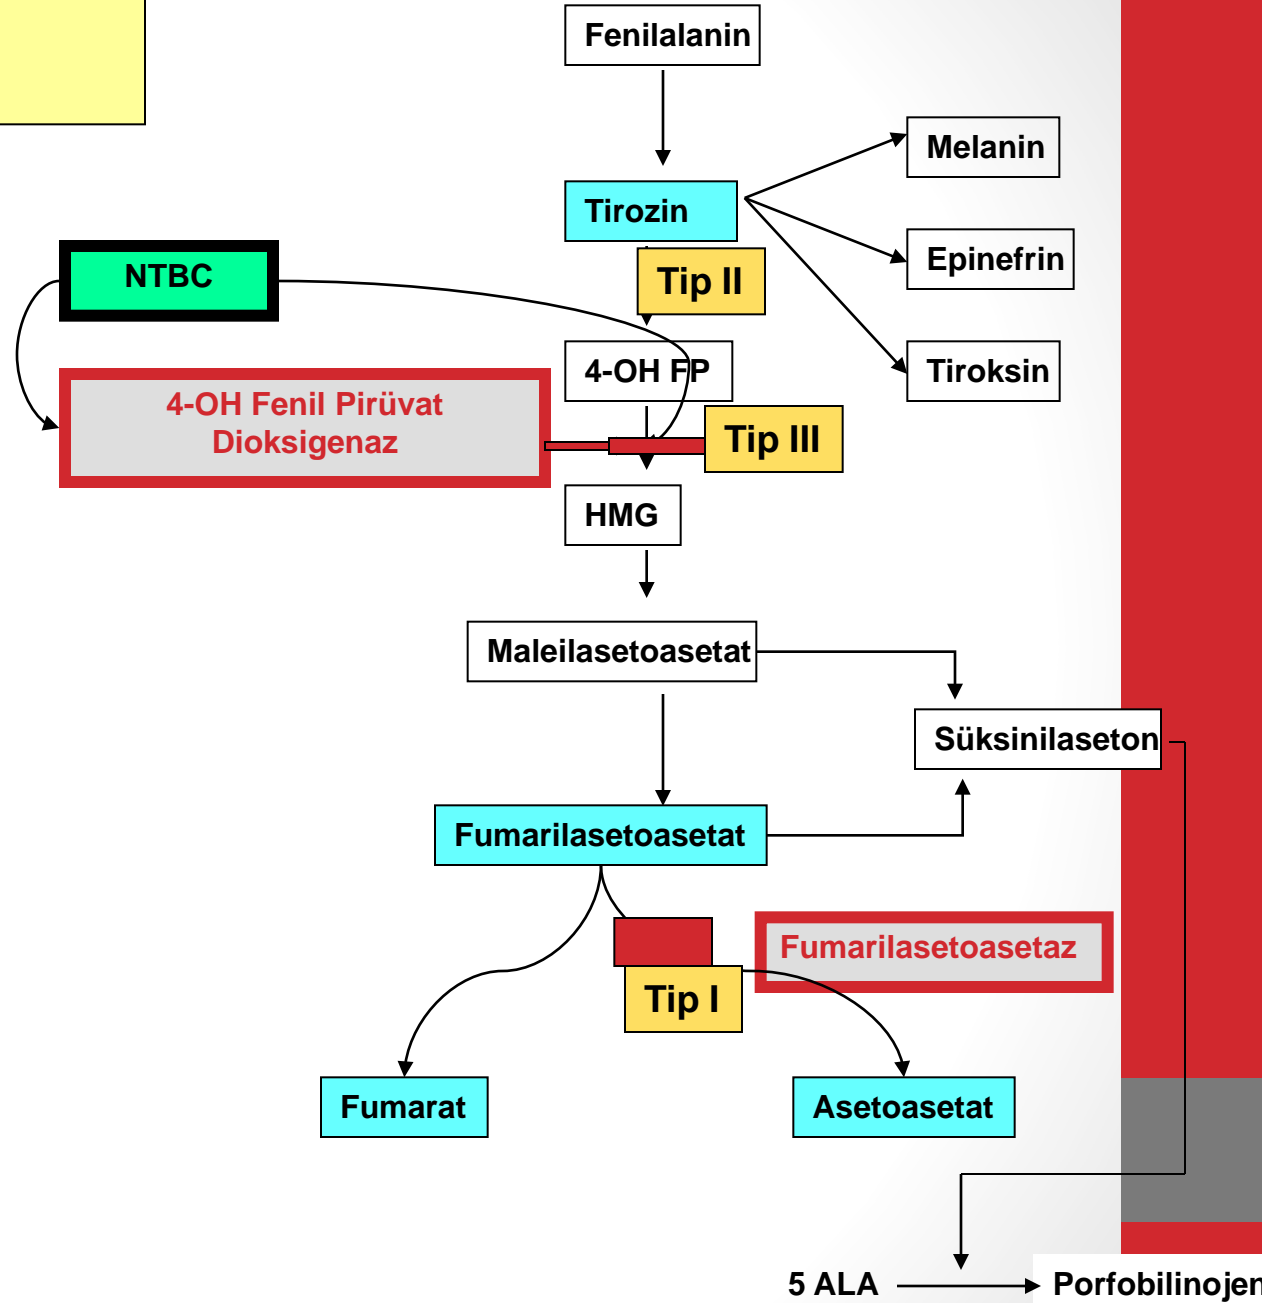 Fenilalanin
Melanin
Tirozin
Epinefrin
NTBC
Tip II
4-OH FP
Tiroksin
4-OH Fenil Pirüvat
Dioksigenaz
Tip III
HMG
Maleilasetoasetat
Süksinilaseton
Fumarilasetoasetat
Fumarilasetoasetaz
Tip I
Fumarat
Asetoasetat
5 ALA
Porfobilinojen